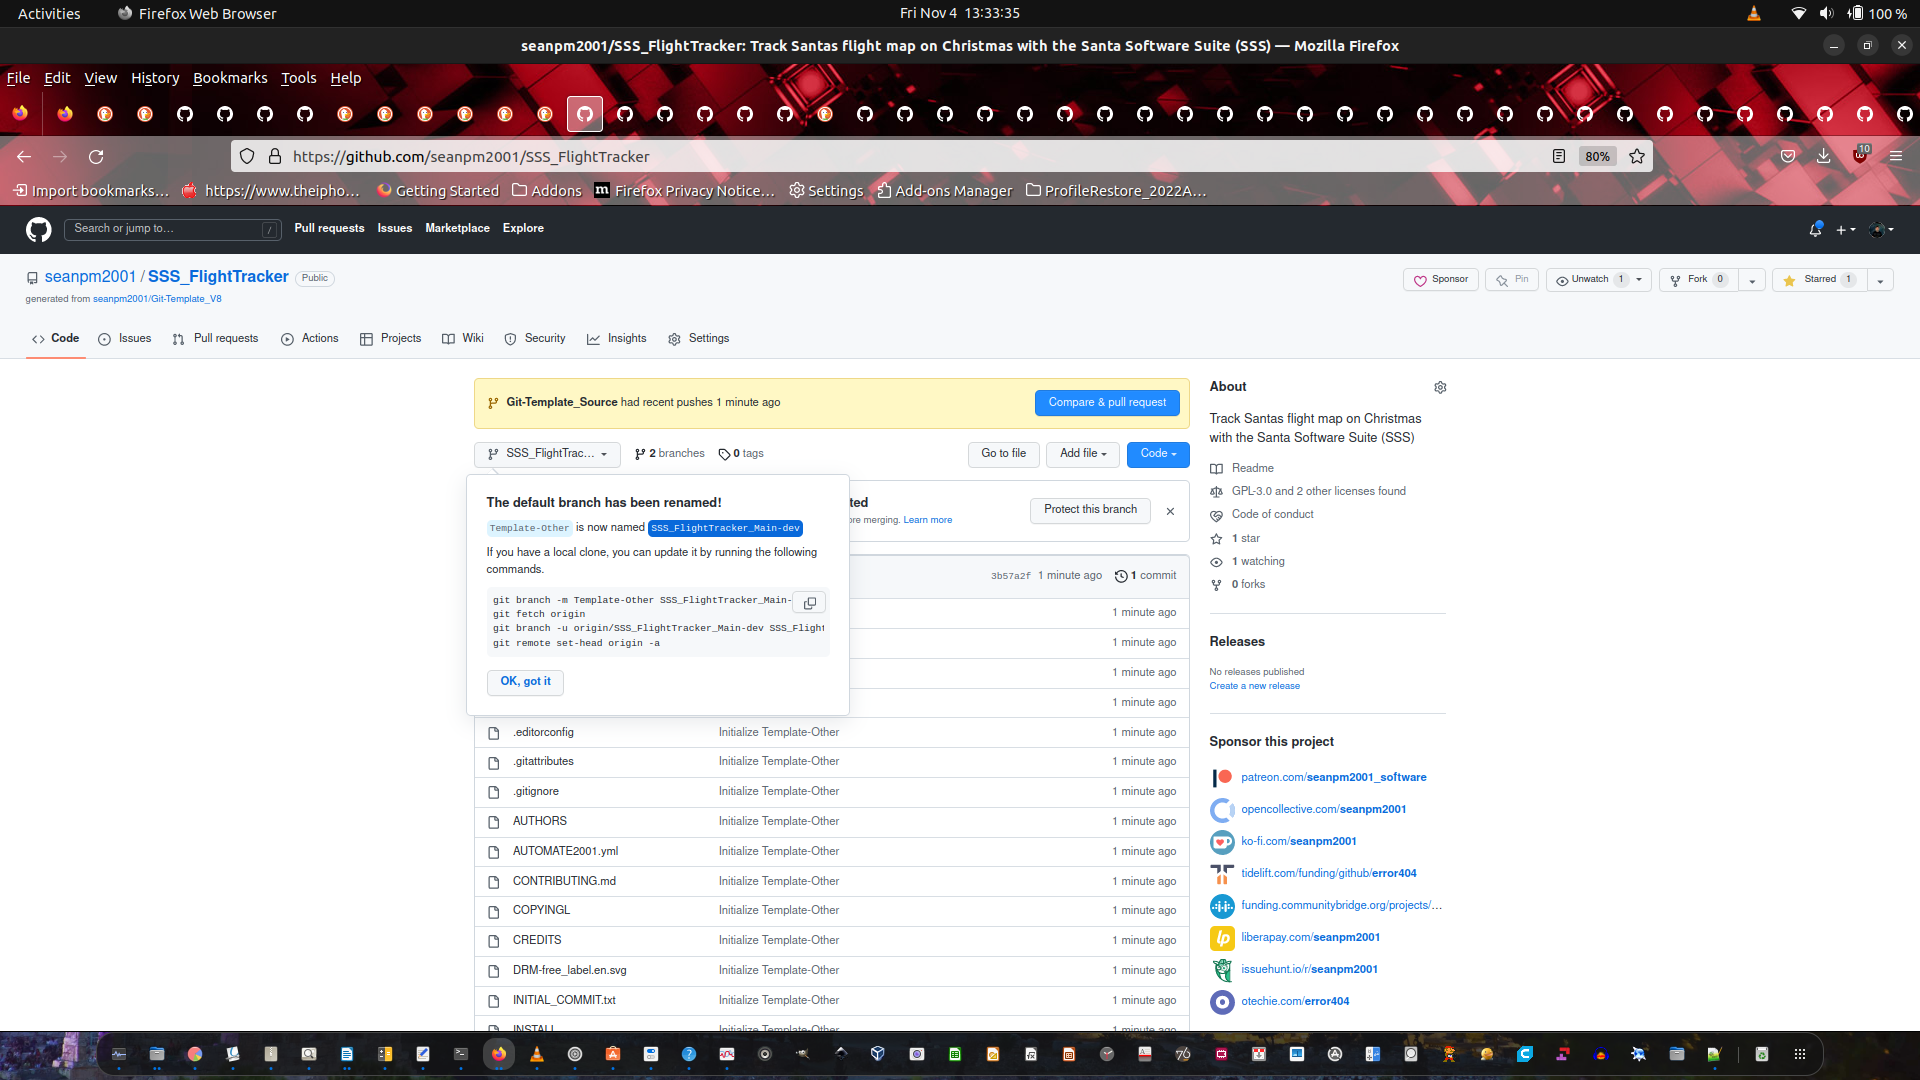 Activities Firefox Web Browser Fri Nov 4 13:33:35 100 %
seanpm2001/SSS_FlightTracker: Track Santas flight map on Christmas with the Santa Software Suite (SSS) — Mozilla Firefox
File Edit View History Bookmarks Tools Help
https://github.com/seanpm2001/SSS_FlightTracker 80% 10
Import bookmarks… https://www.theipho… Getting Started Addons Firefox Privacy Notice… Settings Add-ons Manager ProfileRestore_2022A…
Search or jump to… / Pull requests Issues Marketplace Explore
seanpm2001 / SSS_FlightTracker Public Sponsor Pin Unwatch 1 Fork 0 Starred 1
generated from seanpm2001/Git-Template_V8
Code Issues Pull requests Actions Projects Wiki Security Insights Settings
Git-Template_Source had recent pushes 1 minute ago Compare & pull request
SSS_FlightTrac… 2 branches 0 tags Go to file Add file Code
The default branch has been renamed!
Template-Other is now named SSS_FlightTracker_Main-dev
If you have a local clone, you can update it by running the following
commands.
git branch -m Template-Other SSS_FlightTracker_Main-
git fetch origin
git branch -u origin/SSS_FlightTracker_Main-dev SSS_Flight
git remote set-head origin -a
OK, got it
ted
ore merging. Learn more
Protect this branch
3b57a2f 1 minute ago 1 commit
1 minute ago
1 minute ago
1 minute ago
1 minute ago
.editorconfig Initialize Template-Other 1 minute ago
.gitattributes Initialize Template-Other 1 minute ago
.gitignore Initialize Template-Other 1 minute ago
AUTHORS Initialize Template-Other 1 minute ago
AUTOMATE2001.yml Initialize Template-Other 1 minute ago
CONTRIBUTING.md Initialize Template-Other 1 minute ago
COPYINGL Initialize Template-Other 1 minute ago
CREDITS Initialize Template-Other 1 minute ago
DRM-free_label.en.svg Initialize Template-Other 1 minute ago
INITIAL_COMMIT.txt Initialize Template-Other 1 minute ago
INSTALL Initialize Template-Other 1 minute ago
About
Track Santas flight map on Christmas
with the Santa Software Suite (SSS)
Readme
GPL-3.0 and 2 other licenses found
Code of conduct
1 star
1 watching
0 forks
Releases
No releases published
Create a new release
Sponsor this project
patreon.com/seanpm2001_software
opencollective.com/seanpm2001
ko-fi.com/seanpm2001
tidelift.com/funding/github/error404
funding.communitybridge.org/projects/…
liberapay.com/seanpm2001
issuehunt.io/r/seanpm2001
otechie.com/error404